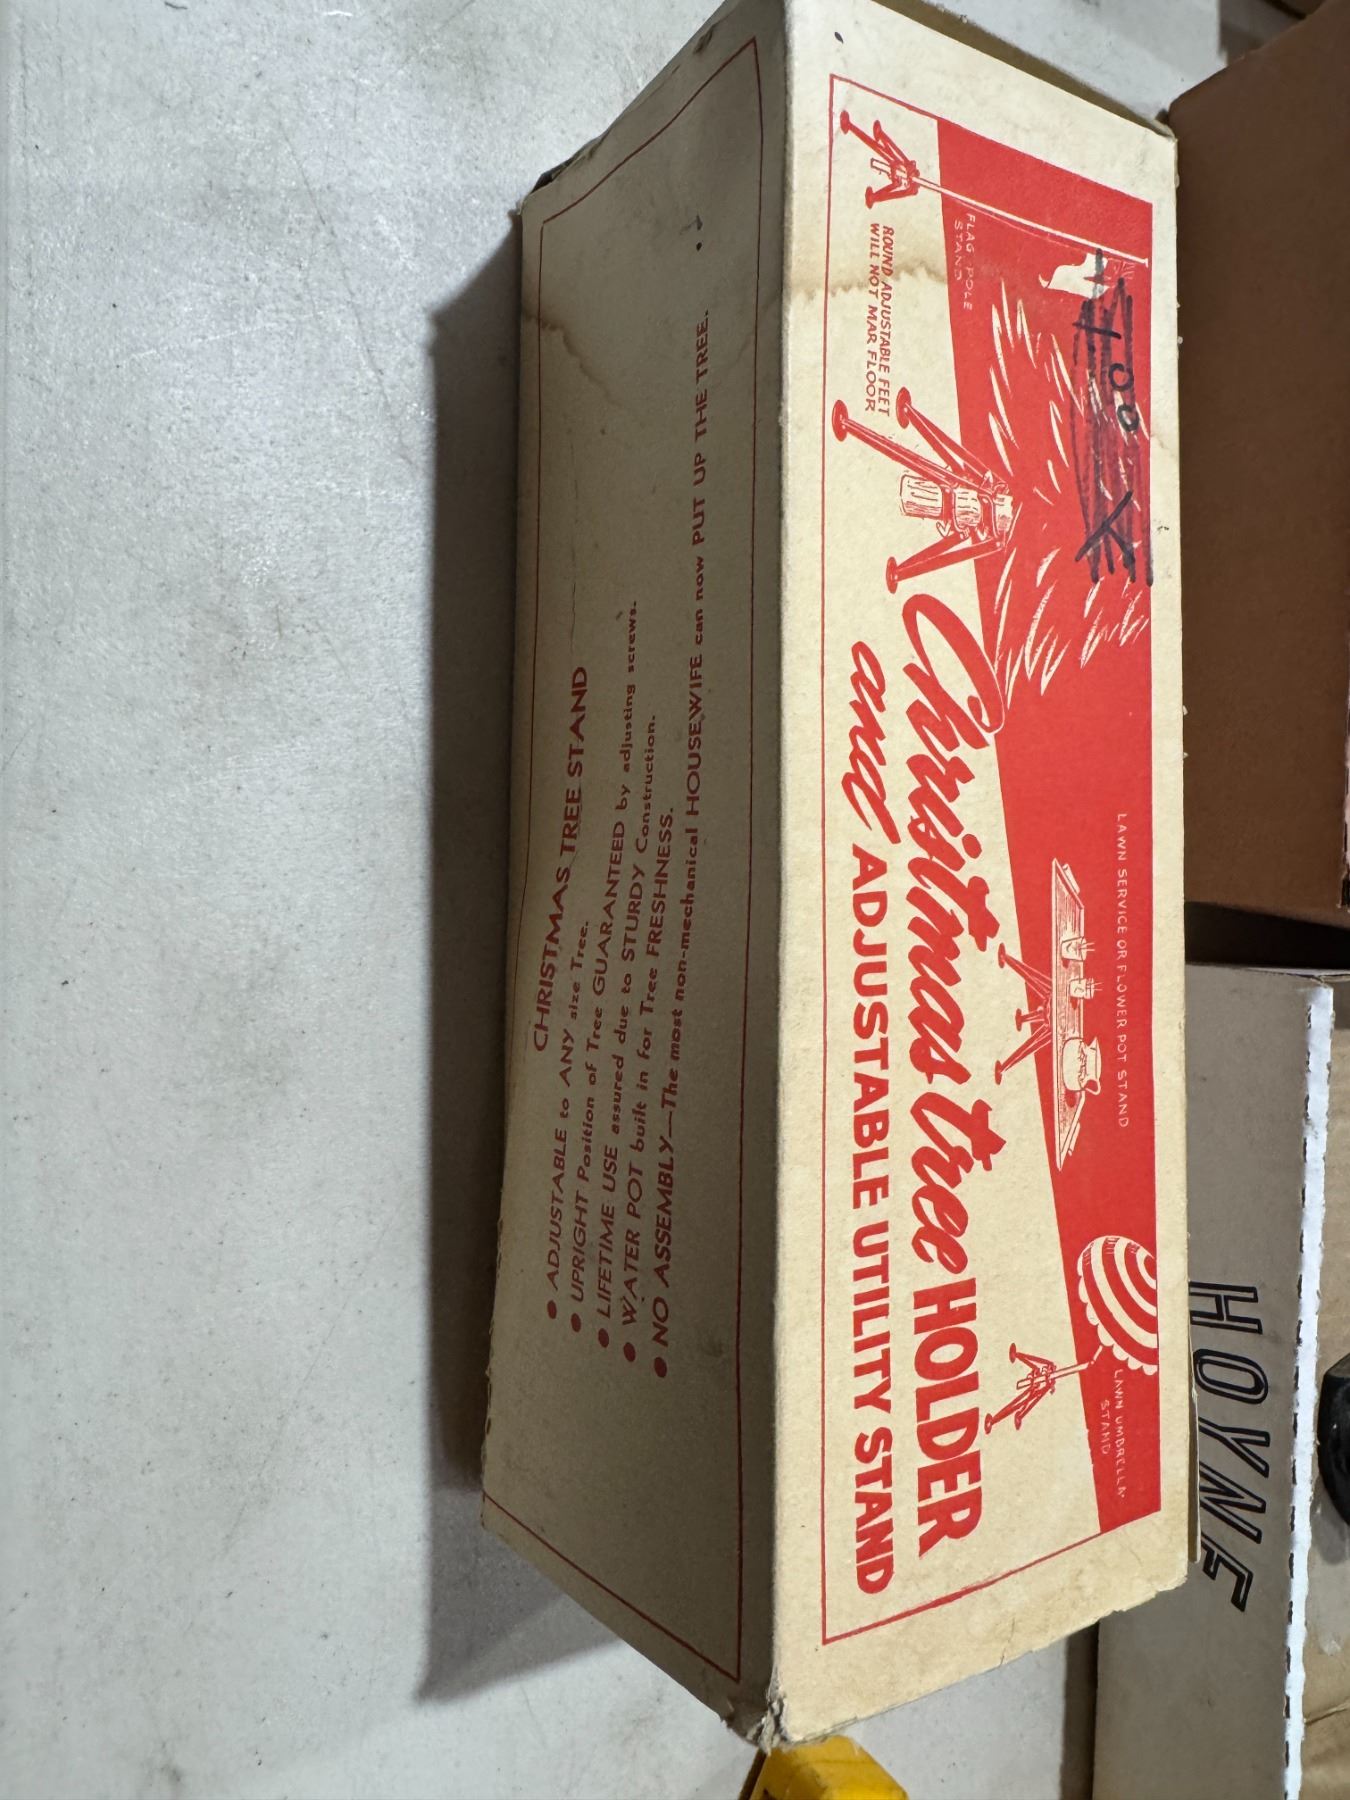 FLAG POLE
STAND
ROUND ADJUSTABLE FEET
WILL NOT MAR FLOOR
LAWN SERVICE OR FLOWER POT STAND
LAWN UMBRELLA
STAND
Christmas tree HOLDER
and ADJUSTABLE UTILITY STAND
CHRISTMAS TREE STAND
● ADJUSTABLE to ANY size Tree.
● UPRIGHT Position of Tree GUARANTEED by adjusting screws.
● LIFETIME USE assured due to STURDY Construction.
● WATER POT built in for Tree FRESHNESS.
● NO ASSEMBLY—The most non-mechanical HOUSEWIFE can now PUT UP THE TREE.
HOYNE